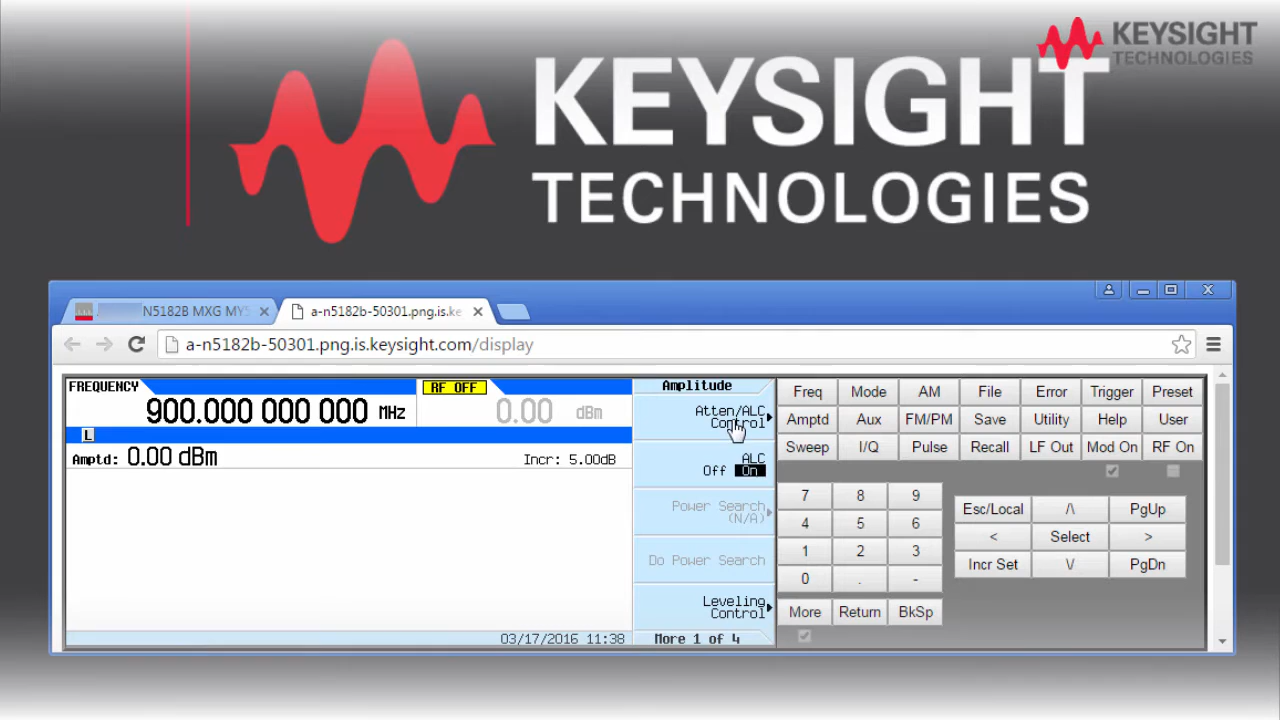 KEYSIGHT
TECHNOLOGIES
KEYSIGHT
TECHNOLOGIES
N5182B MXG MY5
a-n5182b-50301.png.is.ke
a-n5182b-50301.png.is.keysight.com/display
FREQUENCY
900.000 000 000 MHz
RF OFF
0.00 dBm
L
Amptd: 0.00 dBm
Incr: 5.00dB
03/17/2016 11:38
Amplitude
Atten/ALC
Control
ALC
Off On
Power Search
(N/A)
Do Power Search
Leveling
Control
More 1 of 4
Freq Mode AM File Error Trigger Preset
Amptd Aux FM/PM Save Utility Help User
Sweep I/Q Pulse Recall LF Out Mod On RF On
7 8 9
4 5 6
1 2 3
0 . -
More Return BkSp
Esc/Local /\ PgUp
< Select >
Incr Set \/ PgDn